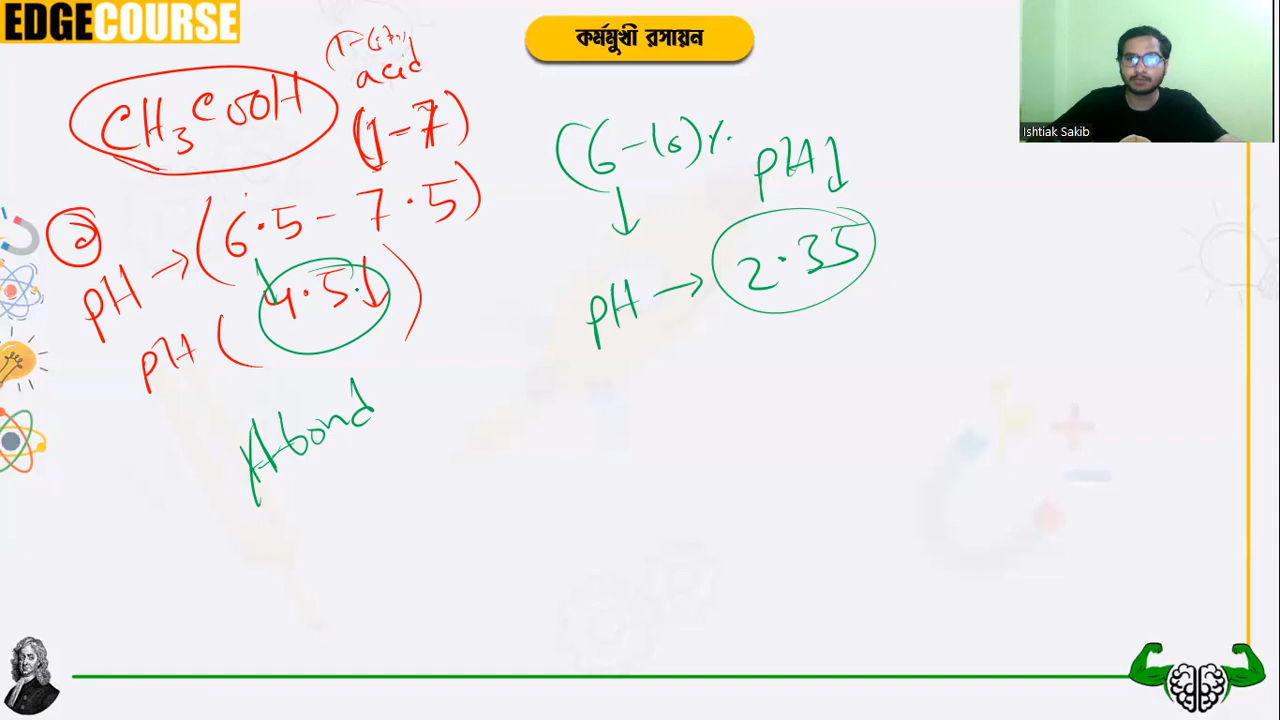 EDGECOURSE
কর্মমুখী রসায়ন
Ishtiak Sakib
CH3COOH
acid
(1-7)
②
pH → (6.5 - 7.5)
pH ( 4.5↓ )
H bond
(6-10)%
↓
pH↓
pH → 2.35